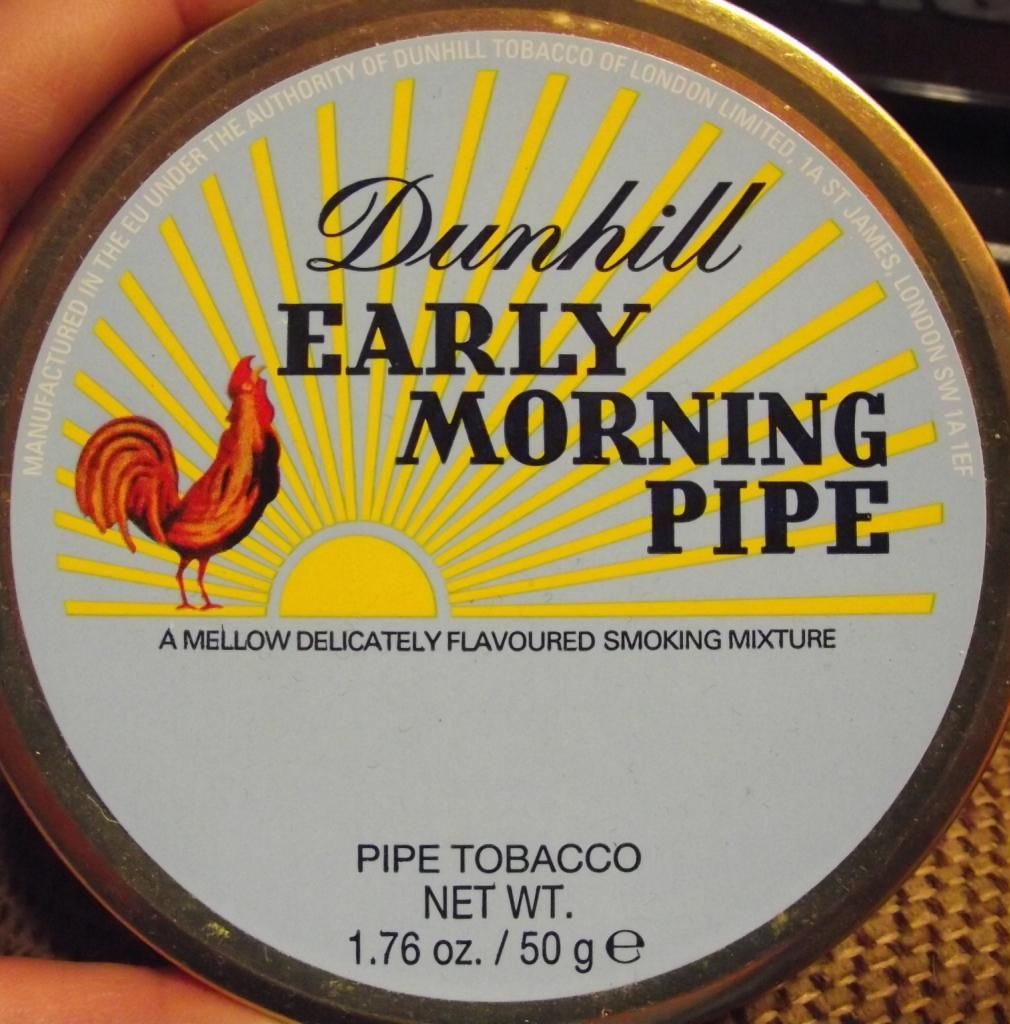 MANUFACTURED IN THE EU UNDER THE AUTHORITY OF DUNHILL TOBACCO OF LONDON LIMITED, 1A ST JAMES, LONDON SW 1A 1EF
Dunhill
EARLY
MORNING
PIPE
A MELLOW DELICATELY FLAVOURED SMOKING MIXTURE
PIPE TOBACCO
NET WT.
1.76 oz. / 50 g ℮